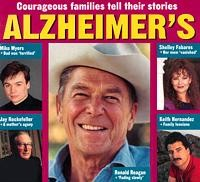 Courageous families tell their stories
ALZHEIMER'S
Mike Myers
• Dad was 'terrified'
Shelley Fabares
• Her mom 'vanished'
Jay Rockefeller
• A mother's agony
Keith Hernandez
• Family tensions
Ronald Reagan
• 'Fading slowly'